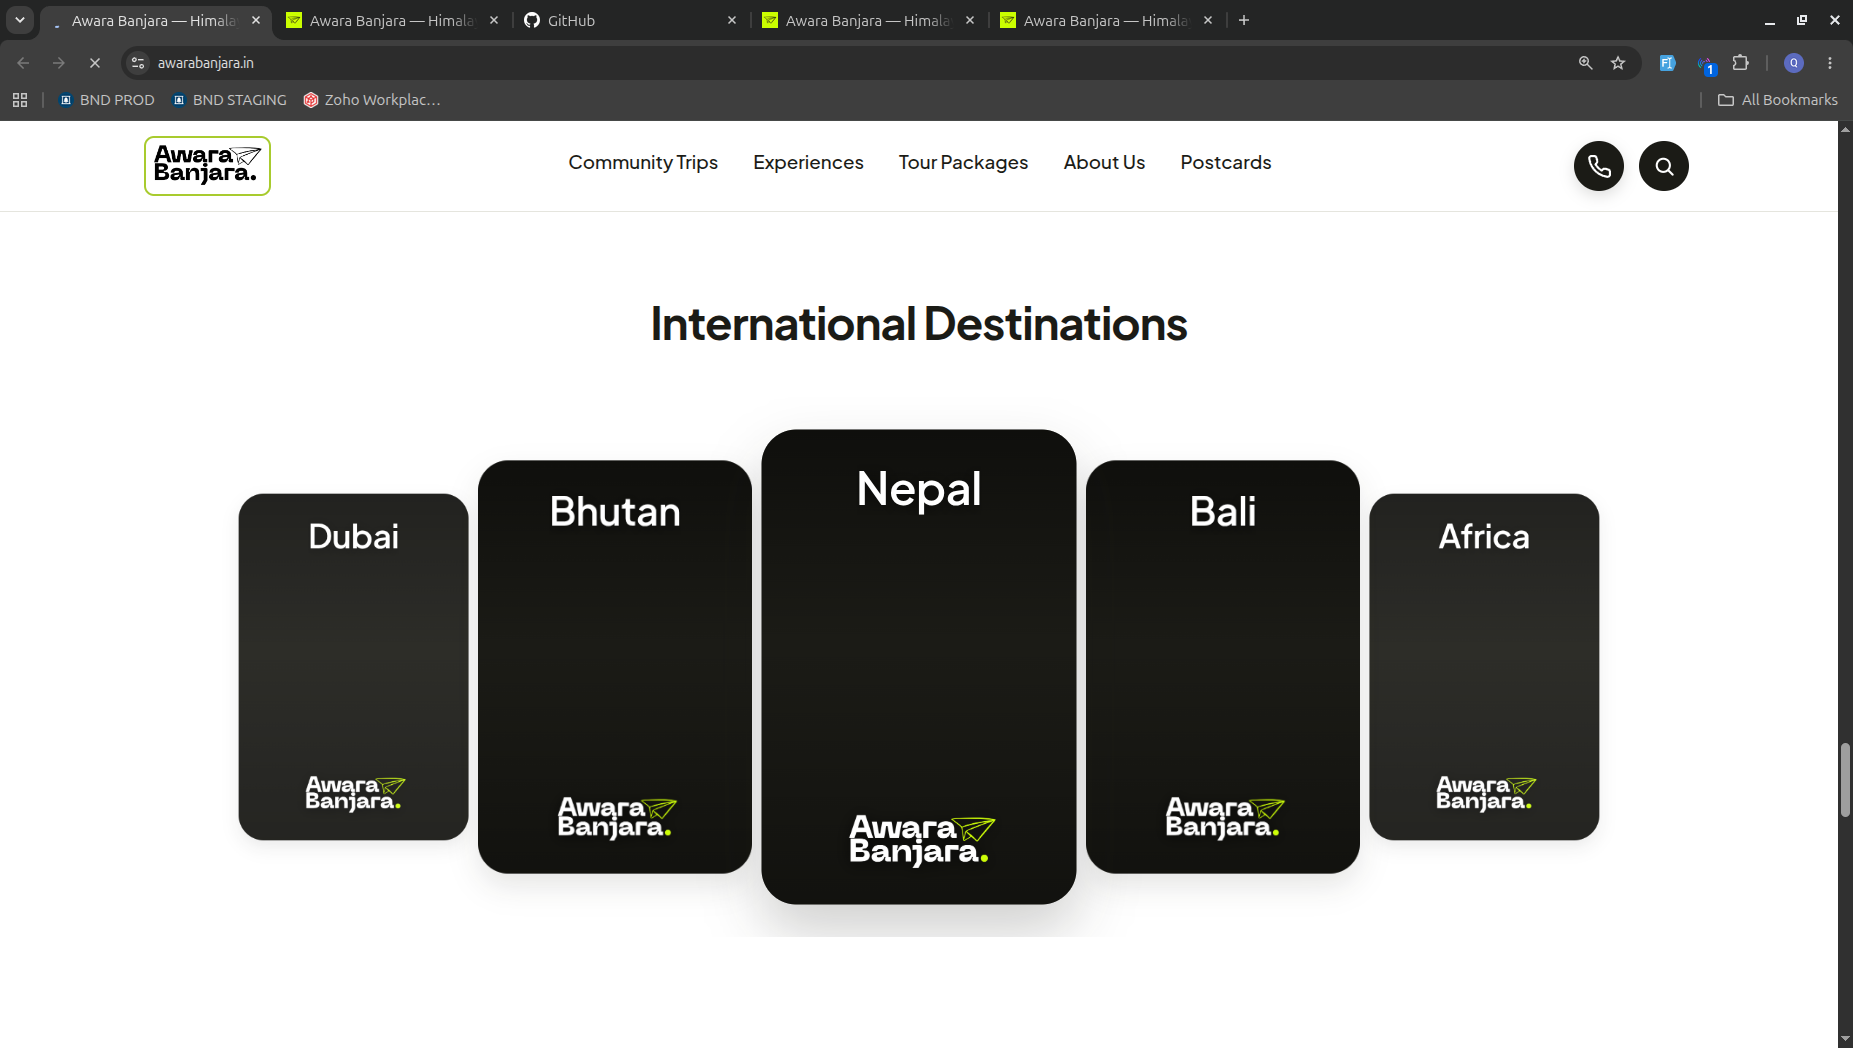 Awara Banjara — Himala
Awara Banjara — Himala
GitHub
Awara Banjara — Himala
Awara Banjara — Himala
awarabanjara.in
1
Q
BND PROD
BND STAGING
Zoho Workplac…
All Bookmarks
Awara
Banjara.
Community Trips
Experiences
Tour Packages
About Us
Postcards
International Destinations
Dubai
Awara
Banjara.
Bhutan
Awara
Banjara.
Nepal
Awara
Banjara.
Bali
Awara
Banjara.
Africa
Awara
Banjara.